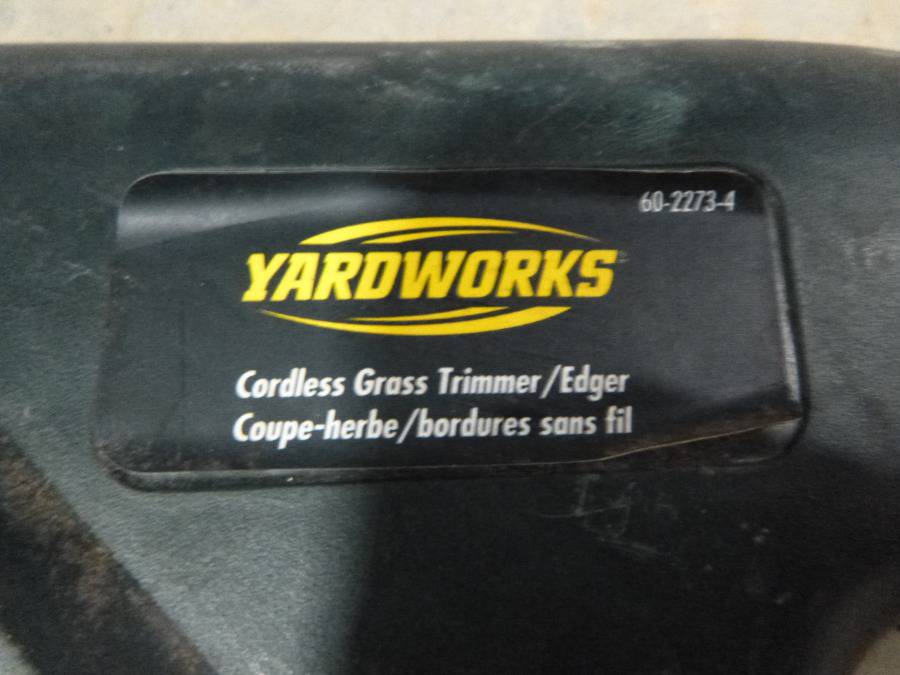 60-2273-4
YARDWORKS
Cordless Grass Trimmer/Edger
Coupe-herbe/bordures sans fil